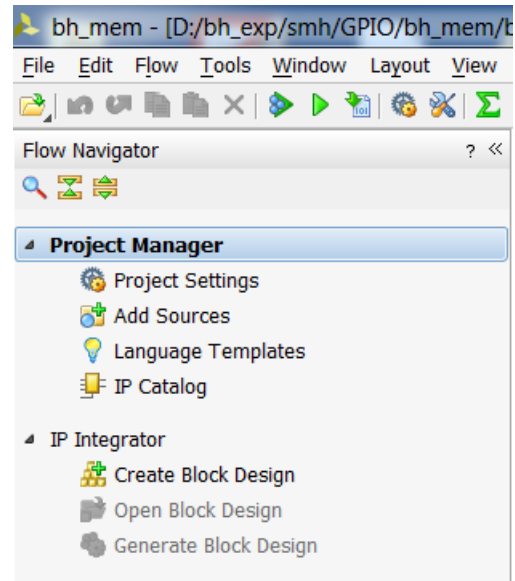 bh_mem - [D:/bh_exp/smh/GPIO/bh_mem/b
File Edit Flow Tools Window Layout View
Flow Navigator ? «
Project Manager
Project Settings
Add Sources
Language Templates
IP Catalog
IP Integrator
Create Block Design
Open Block Design
Generate Block Design